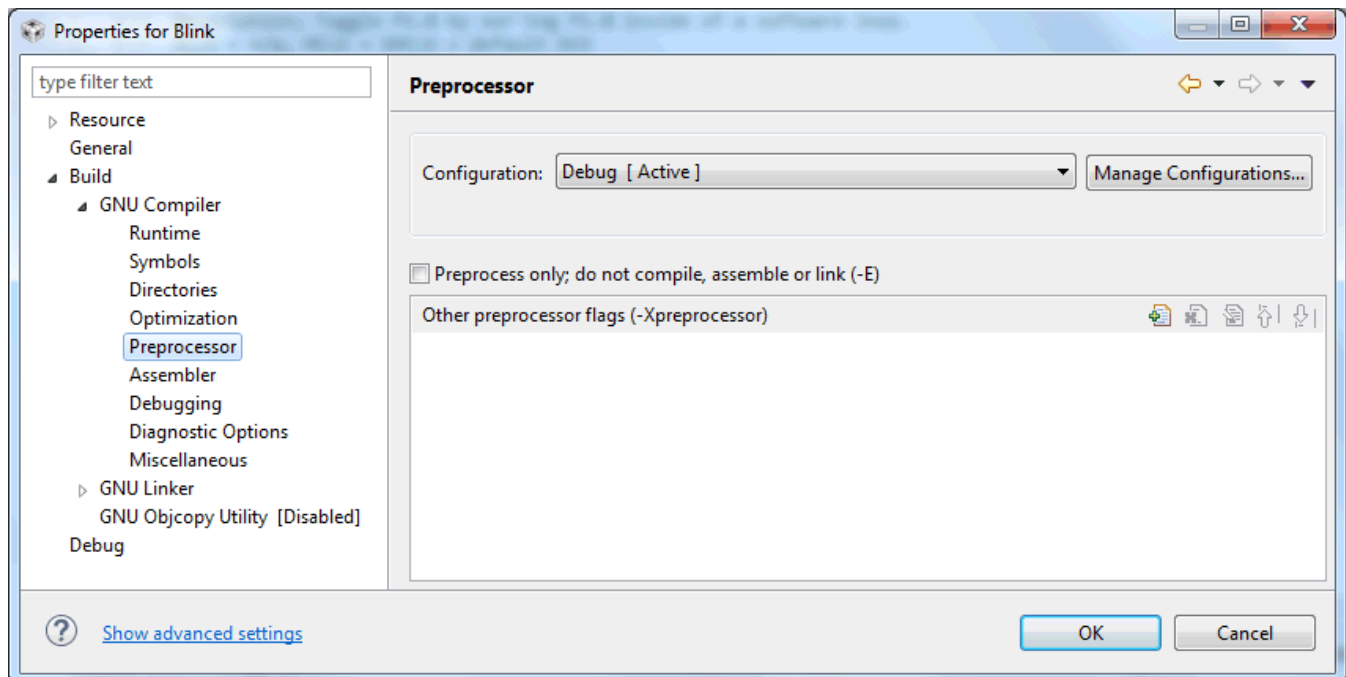 Properties for Blink
type filter text
Resource
General
Build
GNU Compiler
Runtime
Symbols
Directories
Optimization
Preprocessor
Assembler
Debugging
Diagnostic Options
Miscellaneous
GNU Linker
GNU Objcopy Utility [Disabled]
Debug
Preprocessor
Configuration: Debug [ Active ] Manage Configurations...
Preprocess only; do not compile, assemble or link (-E)
Other preprocessor flags (-Xpreprocessor)
Show advanced settings
OK Cancel